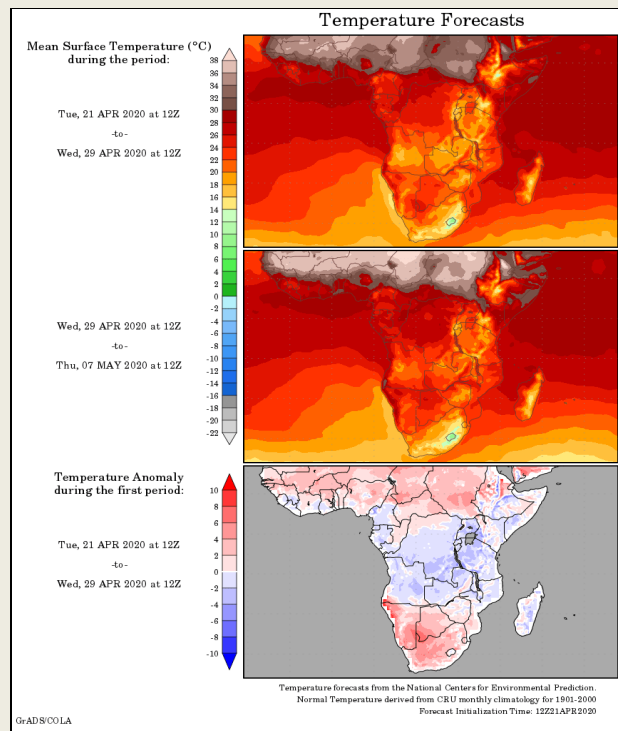 Temperature Forecasts
Mean Surface Temperature (°C)
during the period:
Tue, 21 APR 2020 at 12Z
-to-
Wed, 29 APR 2020 at 12Z
38
36
34
32
30
28
26
24
22
20
18
16
14
12
10
8
6
4
2
0
-2
-4
-6
-8
-10
-12
-14
-16
-18
-20
-22
Wed, 29 APR 2020 at 12Z
-to-
Thu, 07 MAY 2020 at 12Z
Temperature Anomaly
during the first period:
Tue, 21 APR 2020 at 12Z
-to-
Wed, 29 APR 2020 at 12Z
10
8
6
4
2
0
-2
-4
-6
-8
-10
Temperature forecasts from the National Centers for Environmental Prediction.
Normal Temperature derived from CRU monthly climatology for 1901-2000
Forecast Initialization Time: 12Z21APR2020
GrADS/COLA